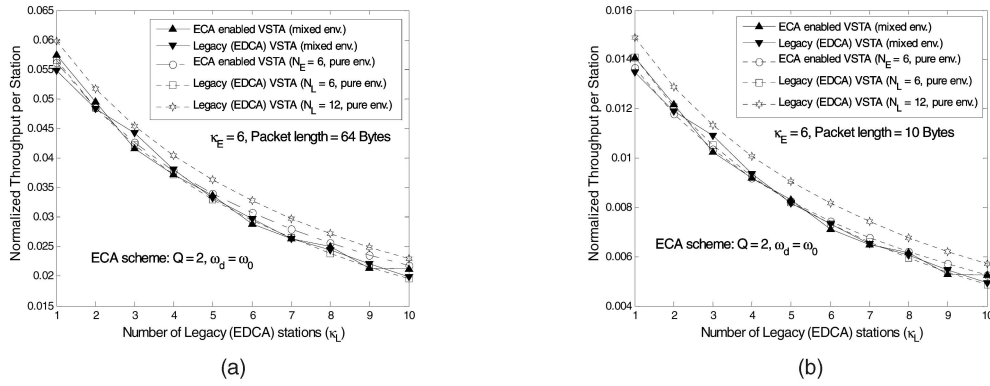 0.065
0.06
0.055
0.05
0.045
0.04
0.035
0.03
0.025
0.02
0.015
Normalized Throughput per Station
ECA enabled VSTA (mixed env.)
Legacy (EDCA) VSTA (mixed env.)
ECA enabled VSTA (N_E = 6, pure env.)
Legacy (EDCA) VSTA (N_L = 6, pure env.)
Legacy (EDCA) VSTA (N_L = 12, pure env.)
κ_E = 6, Packet length = 64 Bytes
ECA scheme: Q = 2, ω_d = ω_0
1 2 3 4 5 6 7 8 9 10
Number of Legacy (EDCA) stations (κ_L)
(a)
0.016
0.014
0.012
0.01
0.008
0.006
0.004
Normalized Throughput per Station
ECA enabled VSTA (mixed env.)
Legacy (EDCA) VSTA (mixed env.)
ECA enabled VSTA (N_E = 6, pure env.)
Legacy (EDCA) VSTA (N_L = 6, pure env.)
Legacy (EDCA) VSTA (N_L = 12, pure env.)
κ_E = 6, Packet length = 10 Bytes
ECA scheme: Q = 2, ω_d = ω_0
1 2 3 4 5 6 7 8 9 10
Number of Legacy (EDCA) stations (κ_L)
(b)